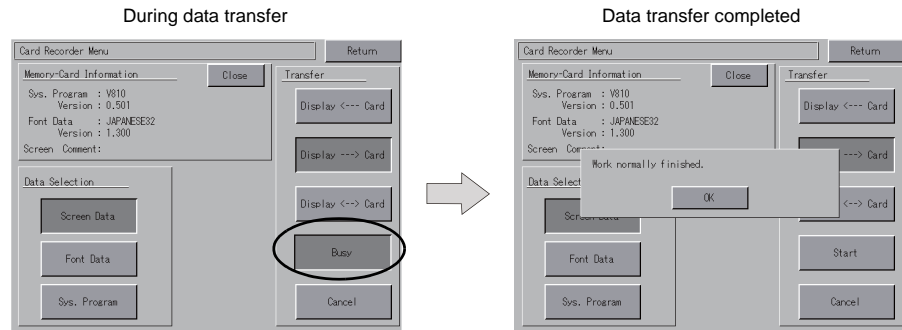 During data transfer
Card Recorder Menu
Return
Memory-Card Information
Close
Sys. Program : V810
Version : 0.501
Font Data : JAPANESE32
Version : 1.300
Screen Comment:
Transfer
Display <--- Card
Display ---> Card
Display <--> Card
Busy
Cancel
Data Selection
Screen Data
Font Data
Sys. Program
Data transfer completed
Card Recorder Menu
Return
Memory-Card Information
Close
Sys. Program : V810
Version : 0.501
Font Data : JAPANESE32
Version : 1.300
Screen
Transfer
Display <--- Card
---> Card
<--> Card
Start
Cancel
Work normally finished.
OK
Data
Font Data
Sys. Program